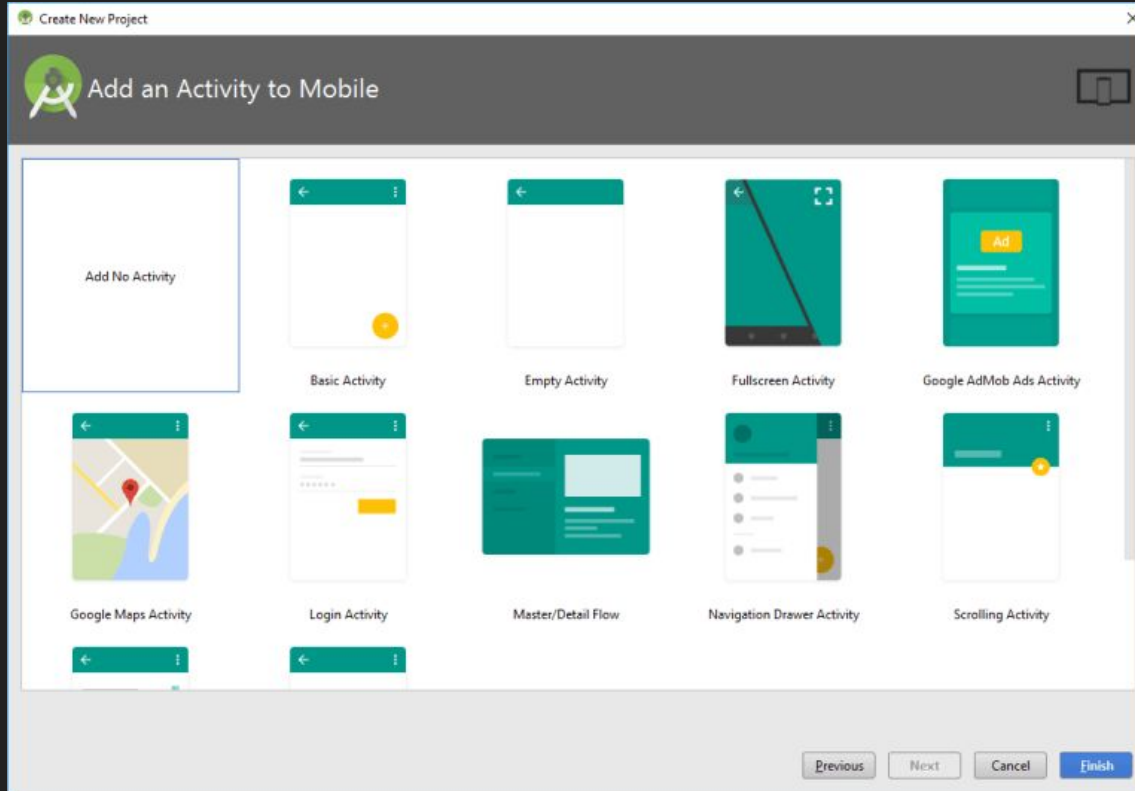 Create New Project
Add an Activity to Mobile
Ad
Add No Activity
Basic Activity
Empty Activity
Fullscreen Activity
Google AdMob Ads Activity
Google Maps Activity
Login Activity
Master/Detail Flow
Navigation Drawer Activity
Scrolling Activity
Previous
Next
Cancel
Finish